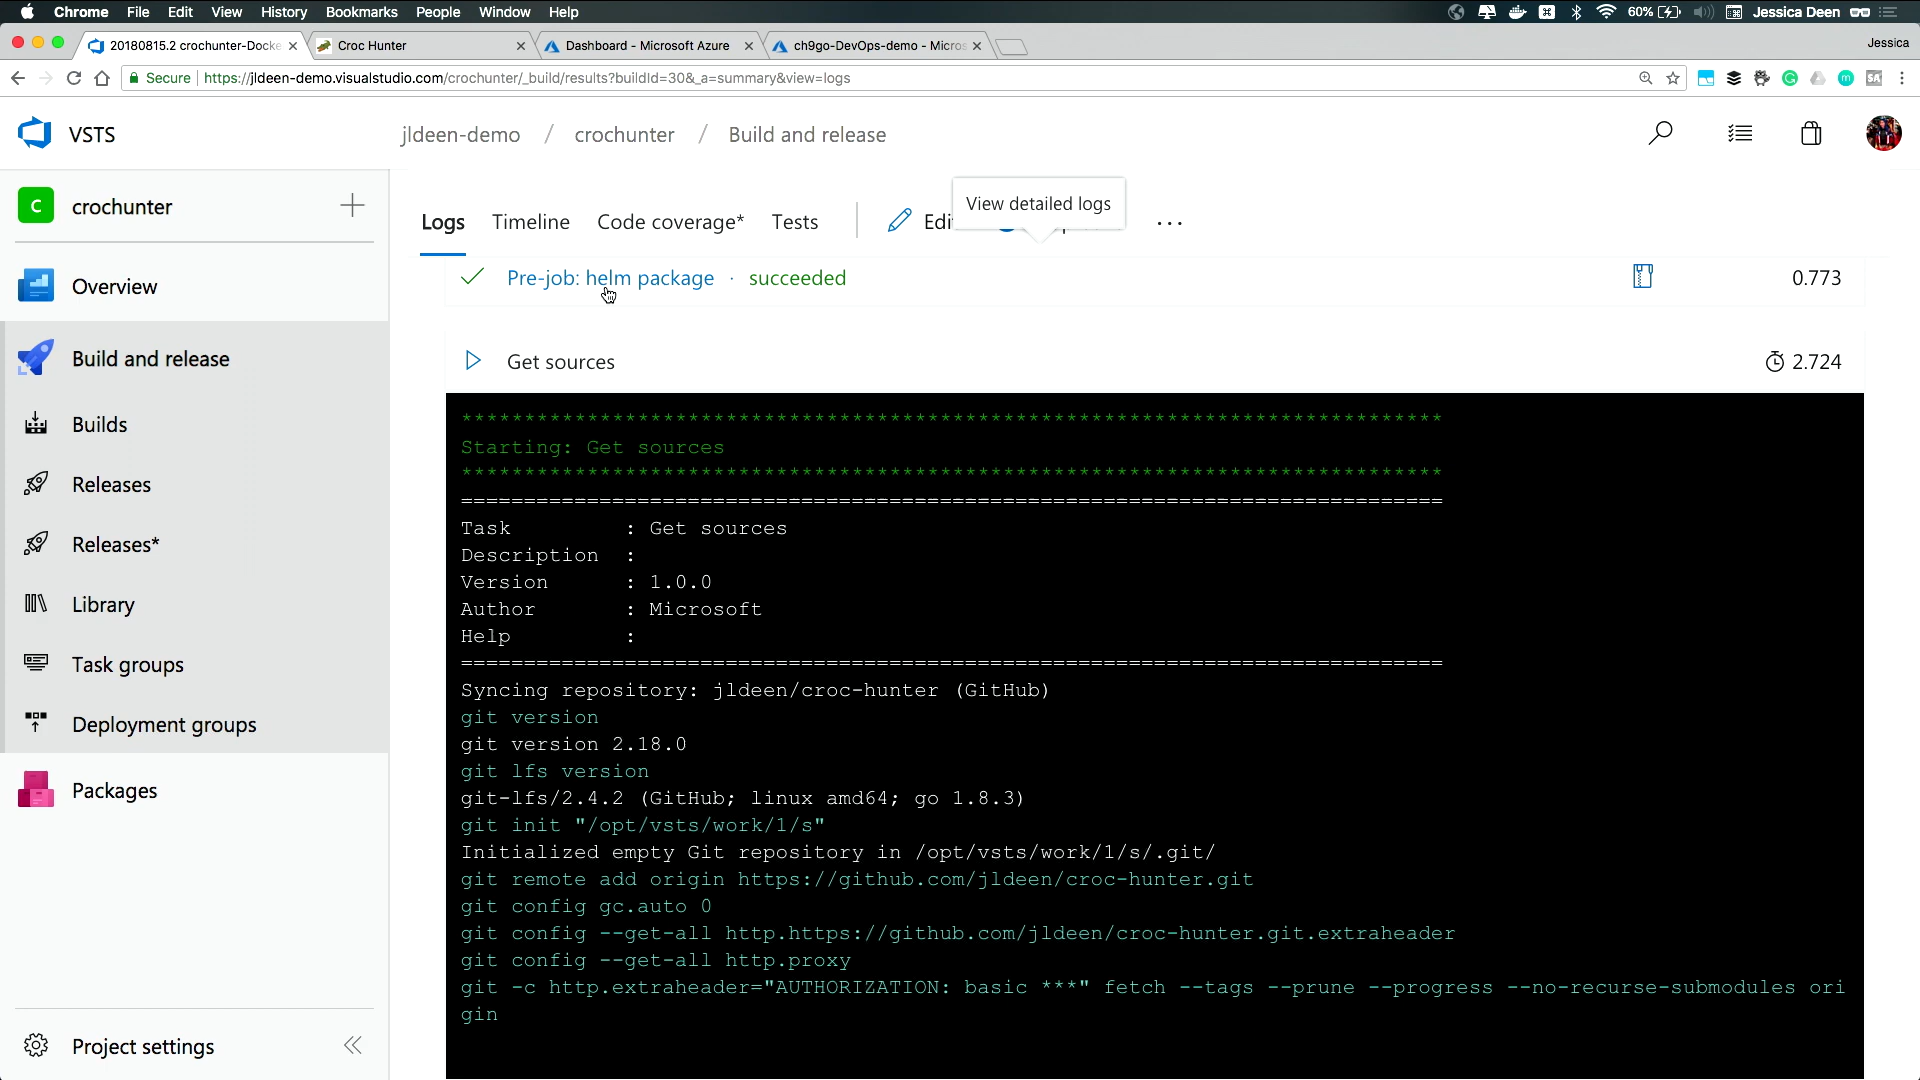 Chrome File Edit View History Bookmarks People Window Help 60% Jessica Deen
20180815.2 crochunter-Docke Croc Hunter Dashboard - Microsoft Azure ch9go-DevOps-demo - Micros Jessica
Secure https://jldeen-demo.visualstudio.com/crochunter/_build/results?buildId=30&_a=summary&view=logs
VSTS jldeen-demo / crochunter / Build and release
C crochunter
View detailed logs
Logs Timeline Code coverage* Tests Edi ...
Pre-job: helm package · succeeded 0.773
Overview
Build and release
Get sources 2.724
Builds
Releases
Releases*
Library
Task groups
Deployment groups
Packages
Project settings
******************************************************************************
Starting: Get sources
******************************************************************************
==============================================================================
Task : Get sources
Description :
Version : 1.0.0
Author : Microsoft
Help :
==============================================================================
Syncing repository: jldeen/croc-hunter (GitHub)
git version
git version 2.18.0
git lfs version
git-lfs/2.4.2 (GitHub; linux amd64; go 1.8.3)
git init "/opt/vsts/work/1/s"
Initialized empty Git repository in /opt/vsts/work/1/s/.git/
git remote add origin https://github.com/jldeen/croc-hunter.git
git config gc.auto 0
git config --get-all http.https://github.com/jldeen/croc-hunter.git.extraheader
git config --get-all http.proxy
git -c http.extraheader="AUTHORIZATION: basic ***" fetch --tags --prune --progress --no-recurse-submodules ori
gin